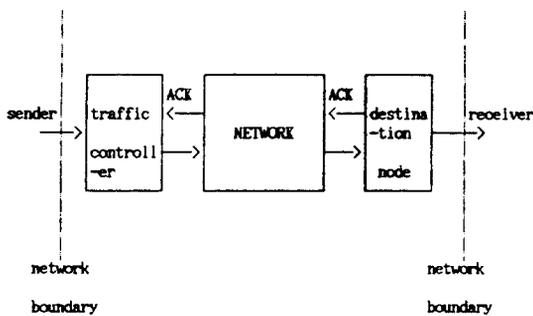 ACK
ACK
sender
traffic
destina
receiver
NETWORK
-tion
controll
-er
node
network
network
boundary
boundary